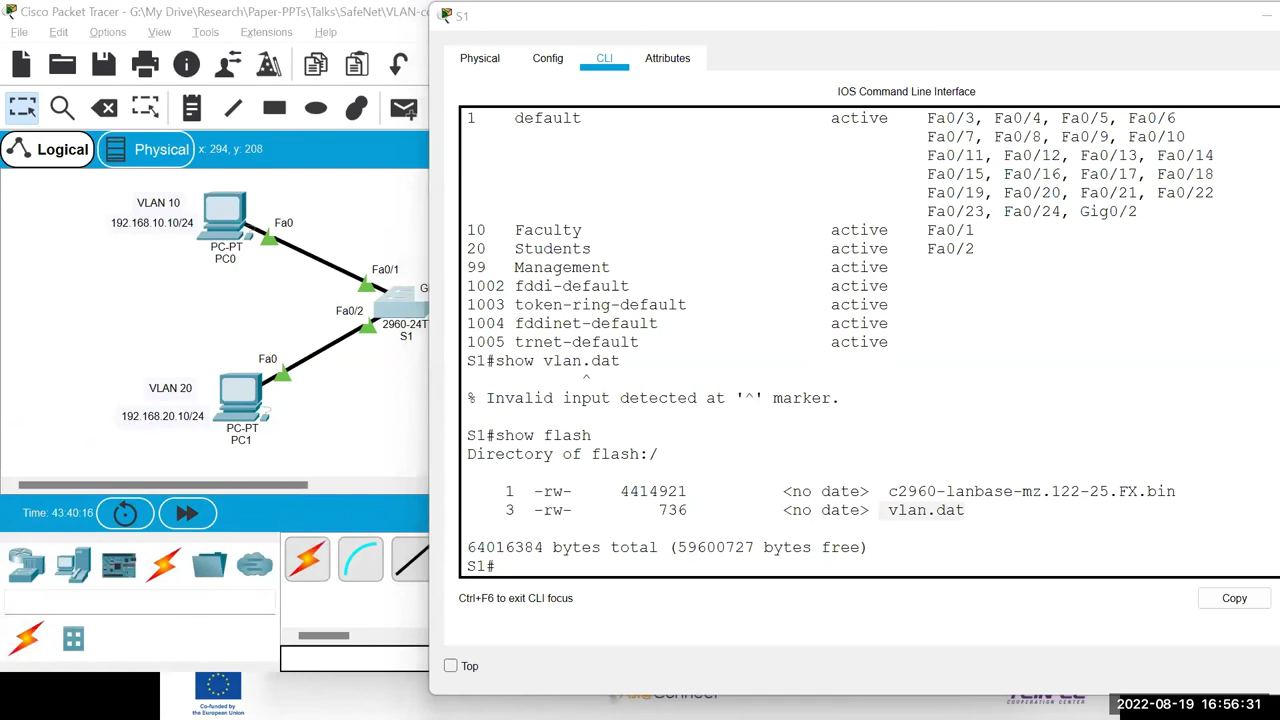 Cisco Packet Tracer - G:\My Drive\Research\Paper-PPTs\Talks\SafeNet\VLAN-co
File Edit Options View Tools Extensions Help
Logical Physical x: 294, y: 208
VLAN 10
192.168.10.10/24
Fa0
PC-PT
PC0
Fa0/1
G
Fa0/2
2960-24T
S1
Fa0
VLAN 20
192.168.20.10/24
PC-PT
PC1
Time: 43:40:16
Co-funded by
the European Union
S1
Physical Config CLI Attributes
IOS Command Line Interface
1 default active Fa0/3, Fa0/4, Fa0/5, Fa0/6
Fa0/7, Fa0/8, Fa0/9, Fa0/10
Fa0/11, Fa0/12, Fa0/13, Fa0/14
Fa0/15, Fa0/16, Fa0/17, Fa0/18
Fa0/19, Fa0/20, Fa0/21, Fa0/22
Fa0/23, Fa0/24, Gig0/2
10 Faculty active Fa0/1
20 Students active Fa0/2
99 Management active
1002 fddi-default active
1003 token-ring-default active
1004 fddinet-default active
1005 trnet-default active
S1#show vlan.dat
^
% Invalid input detected at '^' marker.
S1#show flash
Directory of flash:/
1 -rw- 4414921 <no date> c2960-lanbase-mz.122-25.FX.bin
3 -rw- 736 <no date> vlan.dat
64016384 bytes total (59600727 bytes free)
S1#
Ctrl+F6 to exit CLI focus
Copy
Top
COOPERATION CENTER
2022-08-19 16:56:31